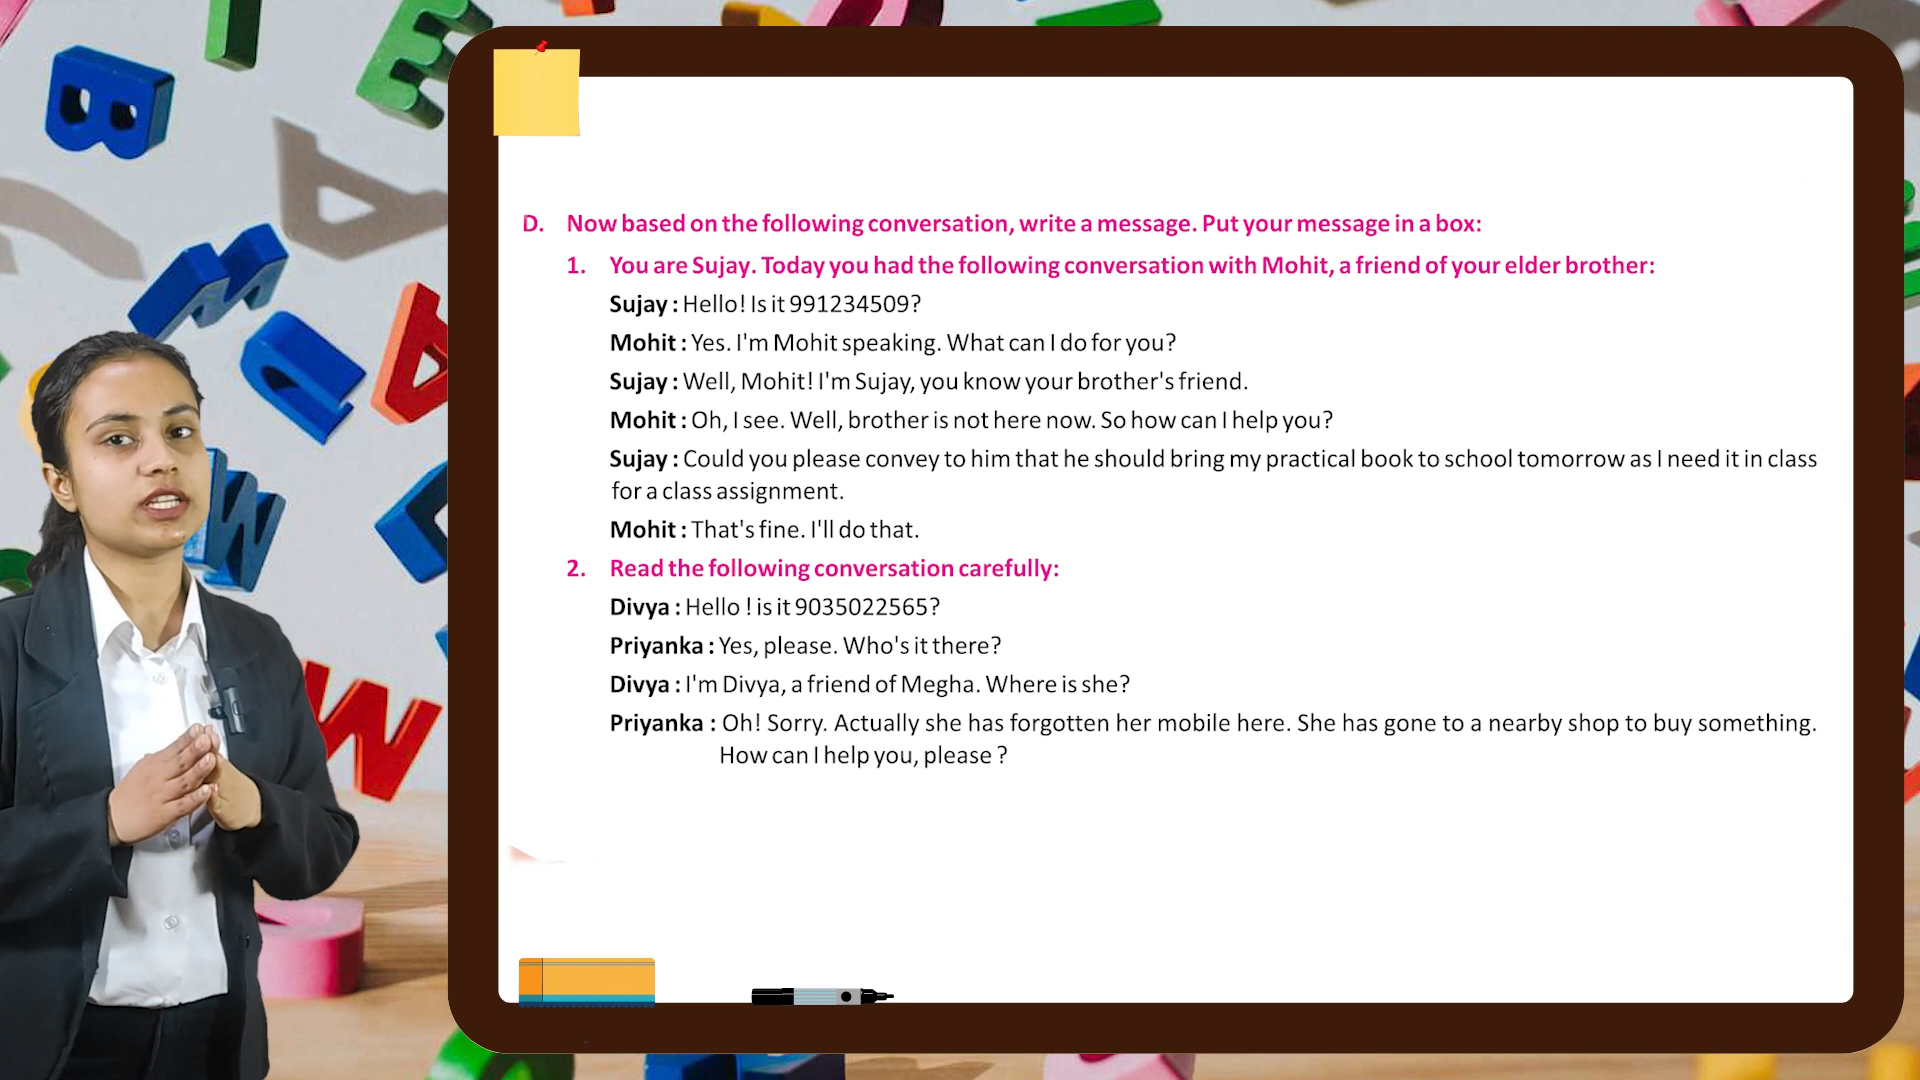 D. Now based on the following conversation, write a message. Put your message in a box:
1. You are Sujay. Today you had the following conversation with Mohit, a friend of your elder brother:
Sujay : Hello! Is it 991234509?
Mohit : Yes. I'm Mohit speaking. What can I do for you?
Sujay : Well, Mohit! I'm Sujay, you know your brother's friend.
Mohit : Oh, I see. Well, brother is not here now. So how can I help you?
Sujay : Could you please convey to him that he should bring my practical book to school tomorrow as I need it in class
for a class assignment.
Mohit : That's fine. I'll do that.
2. Read the following conversation carefully:
Divya : Hello ! is it 9035022565?
Priyanka : Yes, please. Who's it there?
Divya : I'm Divya, a friend of Megha. Where is she?
Priyanka : Oh! Sorry. Actually she has forgotten her mobile here. She has gone to a nearby shop to buy something.
How can I help you, please ?